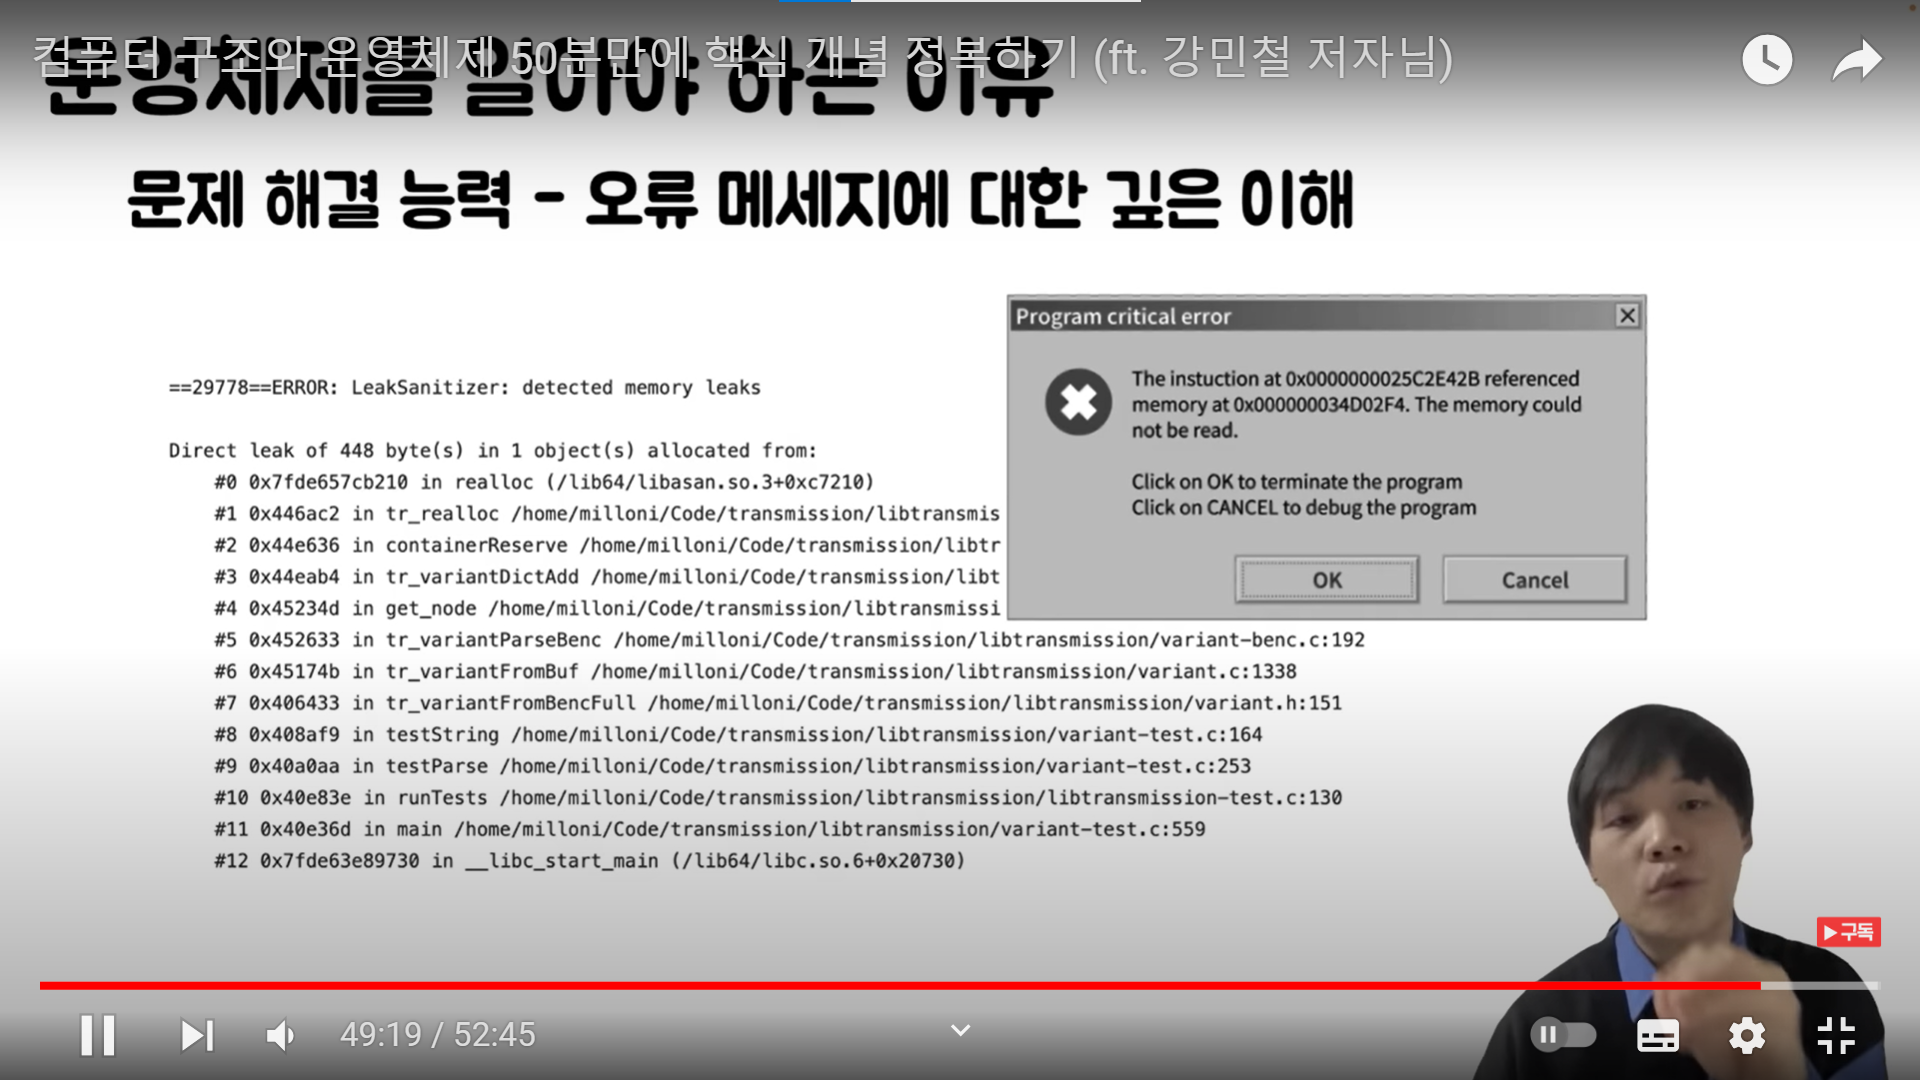 컴퓨터 구조와 운영체제 50분만에 핵심 개념 정복하기 (ft. 강민철 저자님)
운영체제를 알아야 하는 이유
문제 해결 능력 - 오류 메세지에 대한 깊은 이해
==29778==ERROR: LeakSanitizer: detected memory leaks
Direct leak of 448 byte(s) in 1 object(s) allocated from:
#0 0x7fde657cb210 in realloc (/lib64/libasan.so.3+0xc7210)
#1 0x446ac2 in tr_realloc /home/milloni/Code/transmission/libtransmis
#2 0x44e636 in containerReserve /home/milloni/Code/transmission/libtr
#3 0x44eab4 in tr_variantDictAdd /home/milloni/Code/transmission/libt
#4 0x45234d in get_node /home/milloni/Code/transmission/libtransmissi
#5 0x452633 in tr_variantParseBenc /home/milloni/Code/transmission/libtransmission/variant-benc.c:192
#6 0x45174b in tr_variantFromBuf /home/milloni/Code/transmission/libtransmission/variant.c:1338
#7 0x406433 in tr_variantFromBencFull /home/milloni/Code/transmission/libtransmission/variant.h:151
#8 0x408af9 in testString /home/milloni/Code/transmission/libtransmission/variant-test.c:164
#9 0x40a0aa in testParse /home/milloni/Code/transmission/libtransmission/variant-test.c:253
#10 0x40e83e in runTests /home/milloni/Code/transmission/libtransmission/libtransmission-test.c:130
#11 0x40e36d in main /home/milloni/Code/transmission/libtransmission/variant-test.c:559
#12 0x7fde63e89730 in __libc_start_main (/lib64/libc.so.6+0x20730)
Program critical error
The instuction at 0x0000000025C2E42B referenced
memory at 0x000000034D02F4. The memory could
not be read.
Click on OK to terminate the program
Click on CANCEL to debug the program
OK
Cancel
구독
49:19 / 52:45